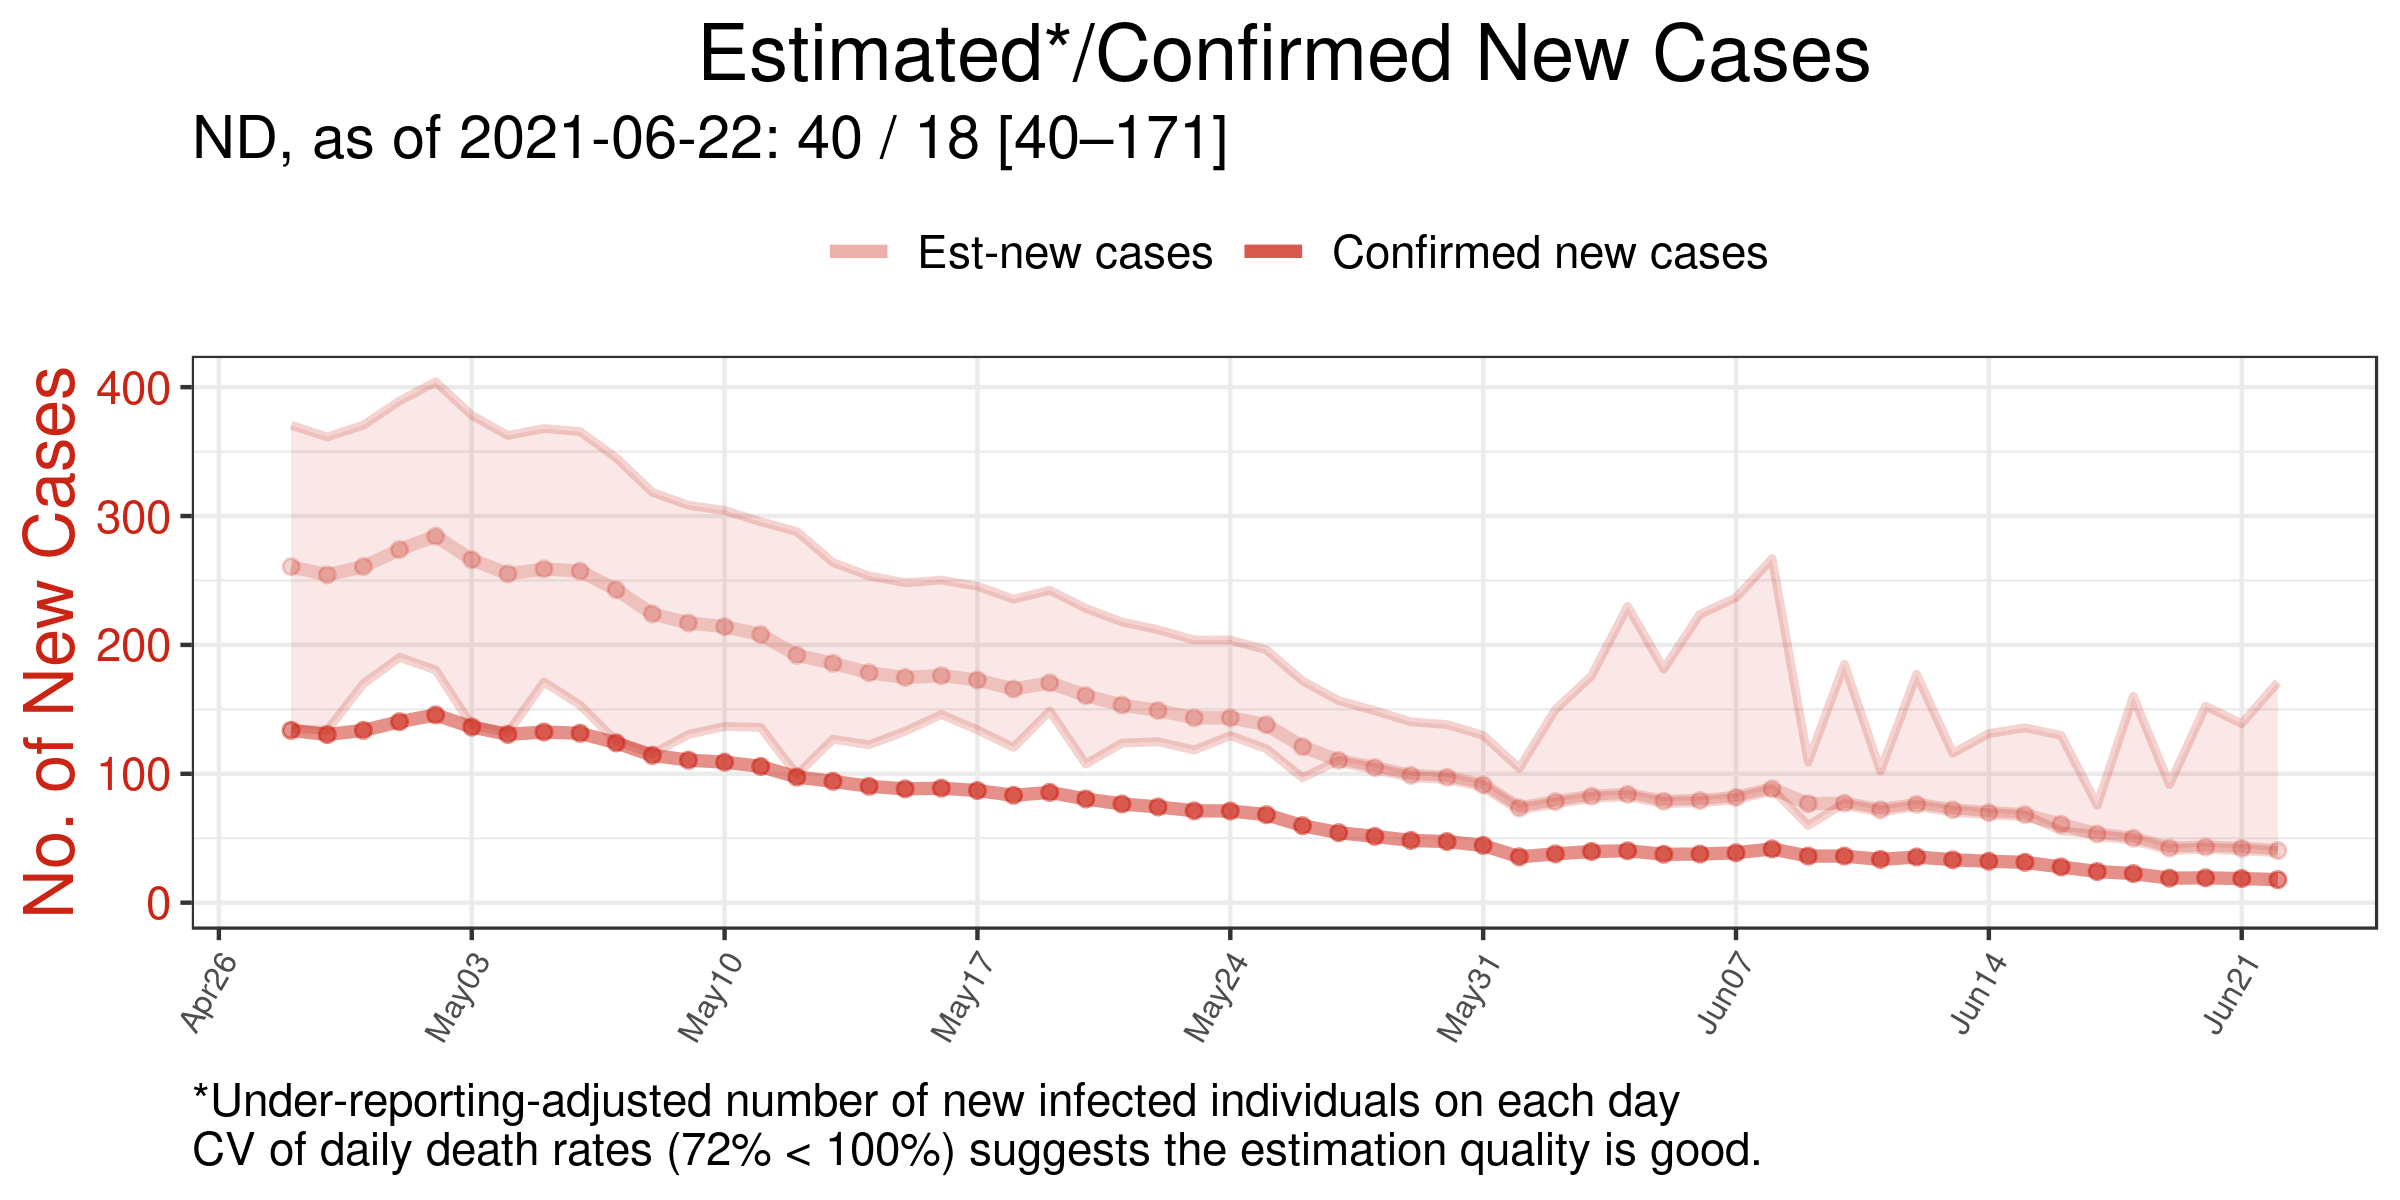 Estimated*/Confirmed New Cases
ND, as of 2021-06-22: 40 / 18 [40–171]
Est-new cases
Confirmed new cases
No. of New Cases
400
300
200
100
0
Apr26
May03
May10
May17
May24
May31
Jun07
Jun14
Jun21
*Under-reporting-adjusted number of new infected individuals on each day
CV of daily death rates (72% < 100%) suggests the estimation quality is good.